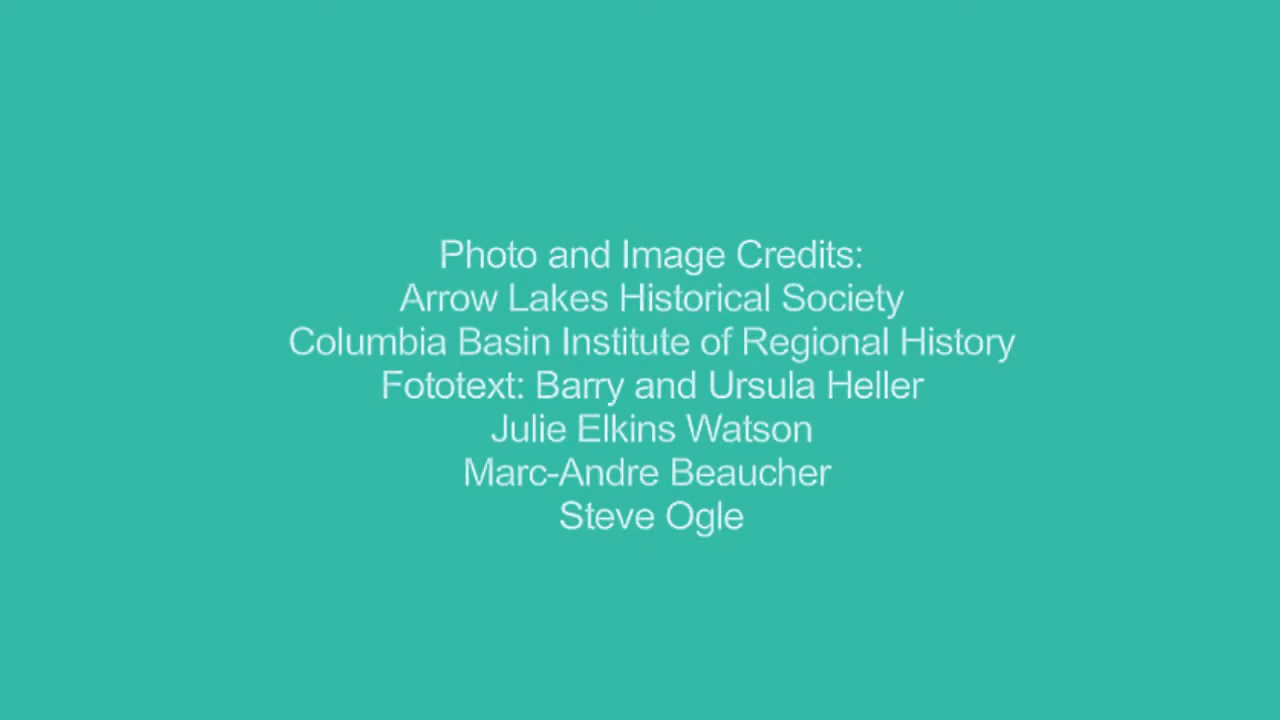 Photo and Image Credits:
Arrow Lakes Historical Society
Columbia Basin Institute of Regional History
Fototext: Barry and Ursula Heller
Julie Elkins Watson
Marc-Andre Beaucher
Steve Ogle